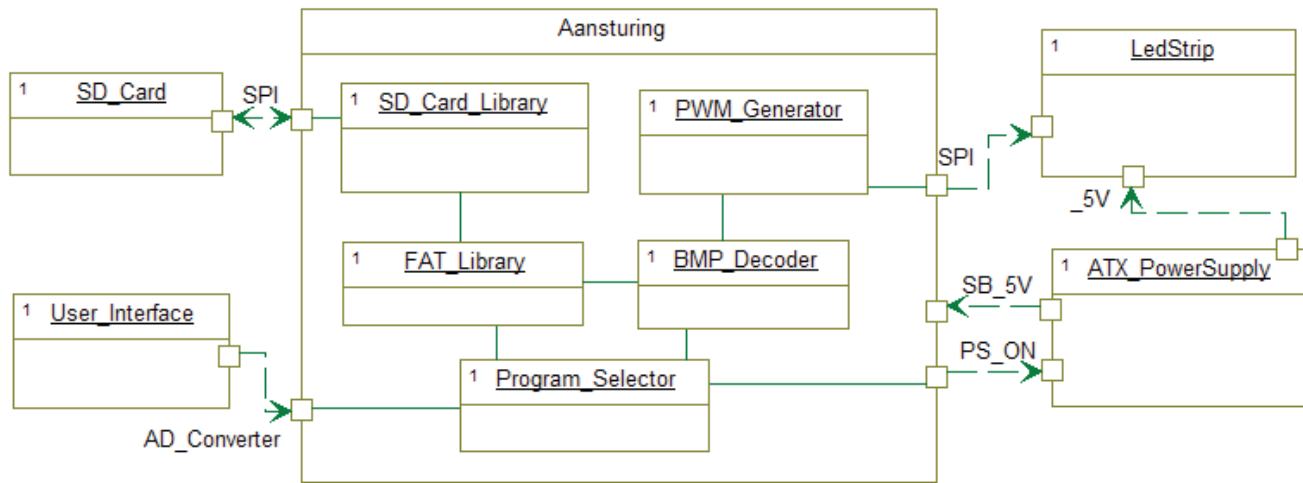 Aansturing
1 LedStrip
1 SD_Card
SPI
1 SD_Card_Library
1 PWM_Generator
SPI
_5V
1 FAT_Library
1 BMP_Decoder
1 ATX_PowerSupply
SB_5V
1 User_Interface
PS_ON
1 Program_Selector
AD_Converter